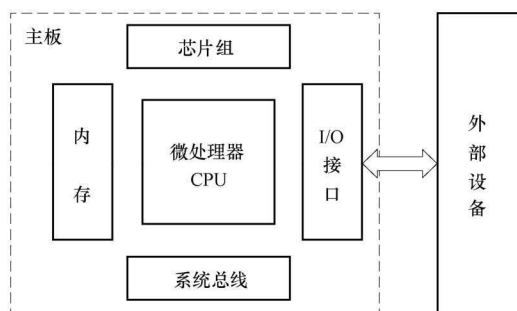 主板
芯片组
内
存
微处理器
CPU
I/O
接
口
系统总线
外
部
设
备